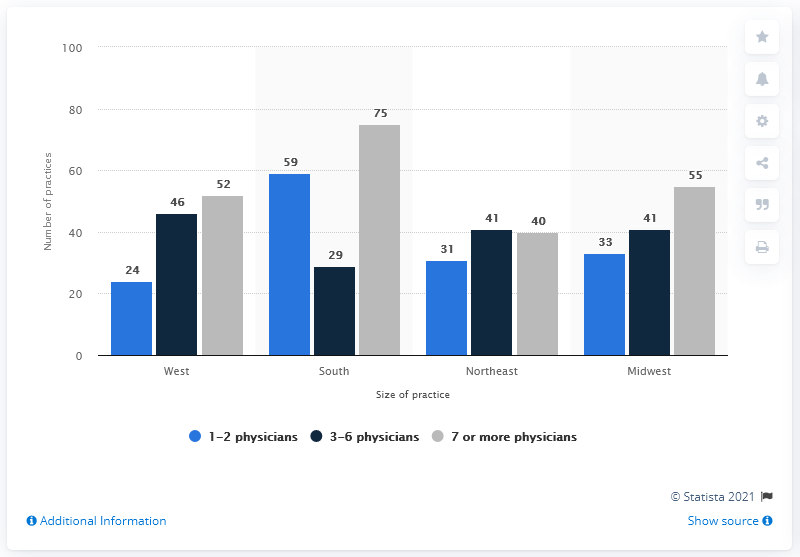 100
80
60
40
20
0
Number of practices
24
46
52
59
29
75
31
41
40
33
41
55
West
South
Northeast
Midwest
Size of practice
1-2 physicians
3-6 physicians
7 or more physicians
© Statista 2021
Additional Information
Show source